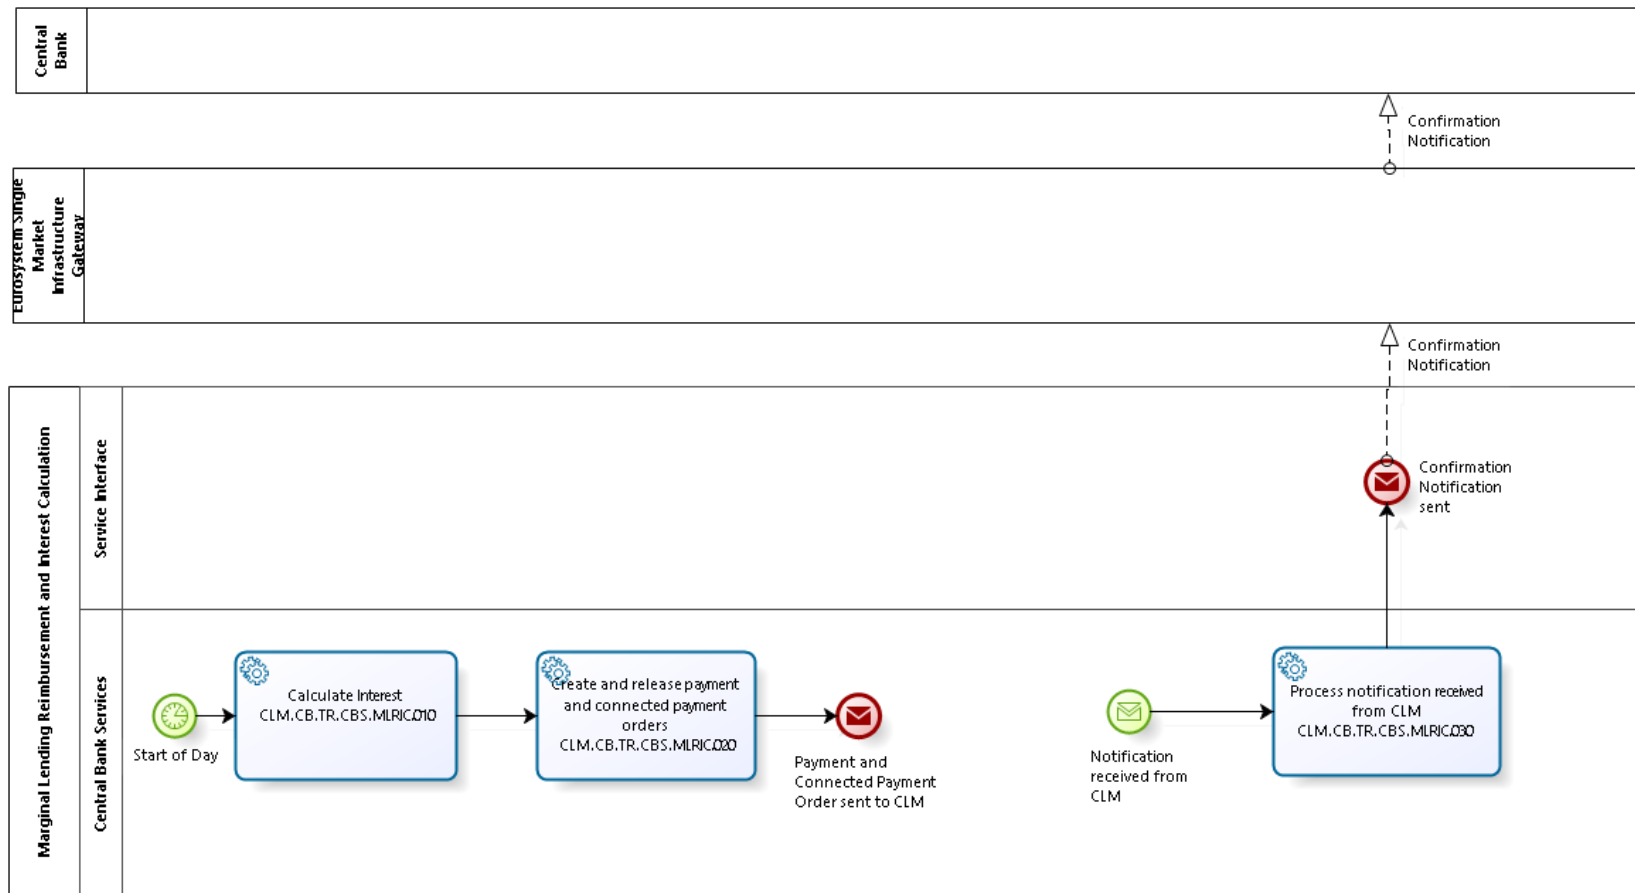 Central
Bank
Confirmation
Notification
Eurosystem Single
Market
Infrastructure
Gateway
Confirmation
Notification
Marginal Lending Reimbursement and Interest Calculation
Service Interface
Confirmation
Notification
sent
Central Bank Services
Start of Day
Calculate Interest
CLM.CB.TR.CBS.MLRIC.010
Create and release payment
and connected payment
orders
CLM.CB.TR.CBS.MLRIC.020
Payment and
Connected Payment
Order sent to CLM
Notification
received from
CLM
Process notification received
from CLM
CLM.CB.TR.CBS.MLRIC.030